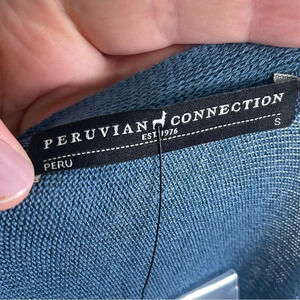 PERUVIAN CONNECTION
EST. 1976
PERU S